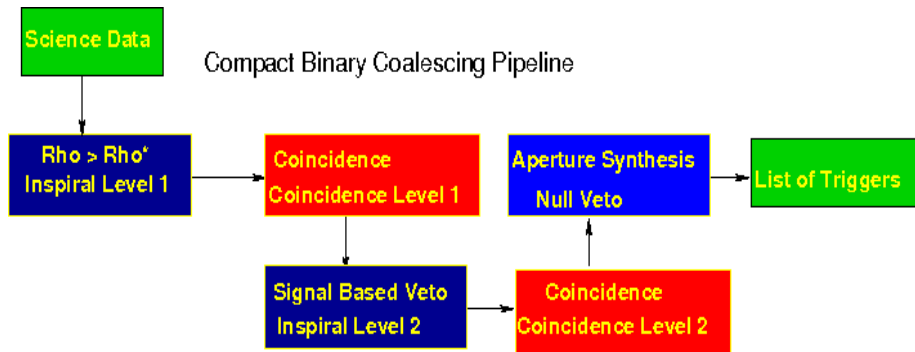 Science Data
Compact Binary Coalescing Pipeline
Rho > Rho*
Inspiral Level 1
Coincidence
Coincidence Level 1
Signal Based Veto
Inspiral Level 2
Coincidence
Coincidence Level 2
Aperture Synthesis
Null Veto
List of Triggers